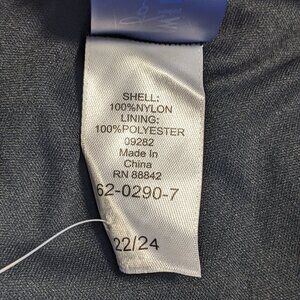 SHELL:
100%NYLON
LINING:
100%POLYESTER
09282
Made In
China
RN 88842
62-0290-7
22/24